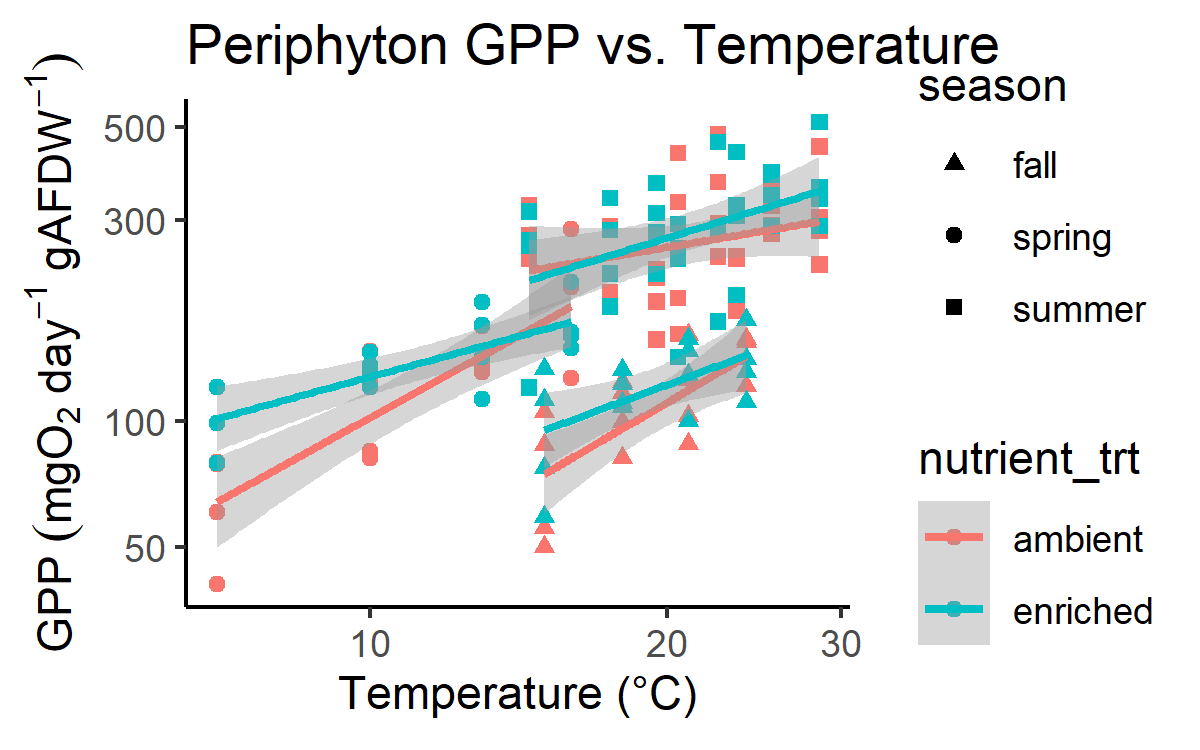 Periphyton GPP vs. Temperature
GPP (mgO₂ day⁻¹ gAFDW⁻¹)
500
300
100
50
10
20
30
Temperature (°C)
season
fall
spring
summer
nutrient_trt
ambient
enriched